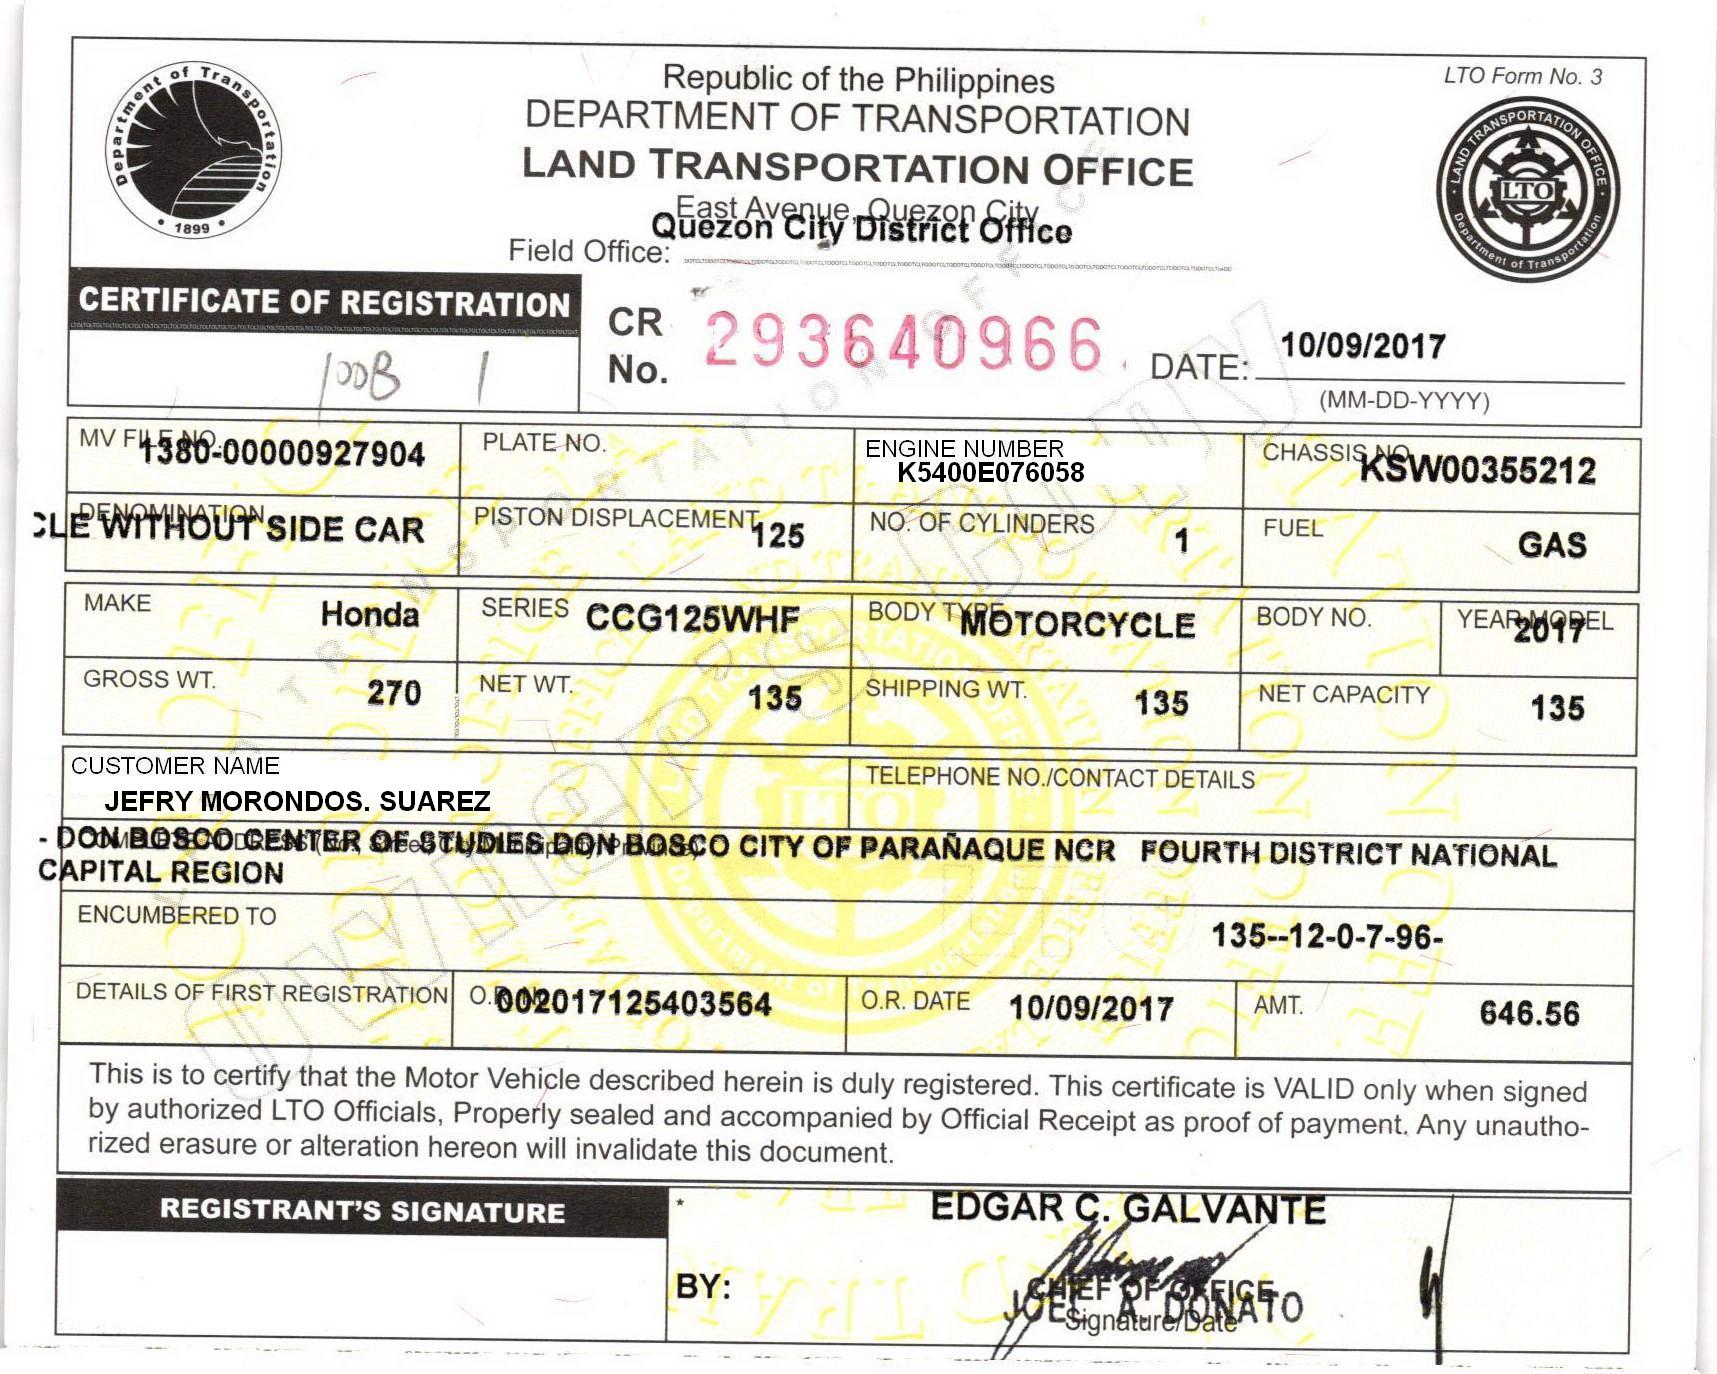 Republic of the Philippines
LTO Form No. 3
DEPARTMENT OF TRANSPORTATION
LAND TRANSPORTATION OFFICE
East Avenue, Quezon City
Quezon City District Office
Field Office:
Department of Transportation
• 1899 •
LAND TRANSPORTATION OFFICE
LTO
Department of Transportation
CERTIFICATE OF REGISTRATION
CR No. 293640966
DATE: 10/09/2017
(MM-DD-YYYY)
MV FILE NO. 1380-00000927904
PLATE NO.
ENGINE NUMBER K5400E076058
CHASSIS NO. KSW00355212
DENOMINATION CLE WITHOUT SIDE CAR
PISTON DISPLACEMENT 125
NO. OF CYLINDERS 1
FUEL GAS
MAKE Honda
SERIES CCG125WHF
BODY TYPE MOTORCYCLE
BODY NO.
YEAR MODEL 2017
GROSS WT. 270
NET WT. 135
SHIPPING WT. 135
NET CAPACITY 135
CUSTOMER NAME
JEFRY MORONDOS. SUAREZ
TELEPHONE NO./CONTACT DETAILS
COMPLETE ADDRESS (No., Street, City/Municipality, Province)
- DON BOSCO CENTER OF STUDIES DON BOSCO CITY OF PARAÑAQUE NCR FOURTH DISTRICT NATIONAL
CAPITAL REGION
ENCUMBERED TO
135--12-0-7-96-
DETAILS OF FIRST REGISTRATION
O.R. No. 002017125403564
O.R. DATE 10/09/2017
AMT. 646.56
This is to certify that the Motor Vehicle described herein is duly registered. This certificate is VALID only when signed
by authorized LTO Officials, Properly sealed and accompanied by Official Receipt as proof of payment. Any unautho-
rized erasure or alteration hereon will invalidate this document.
REGISTRANT'S SIGNATURE
*
EDGAR C. GALVANTE
BY:
CHIEF OF OFFICE
JOEL A. DONATO
Signature/Date
Owner's Copy